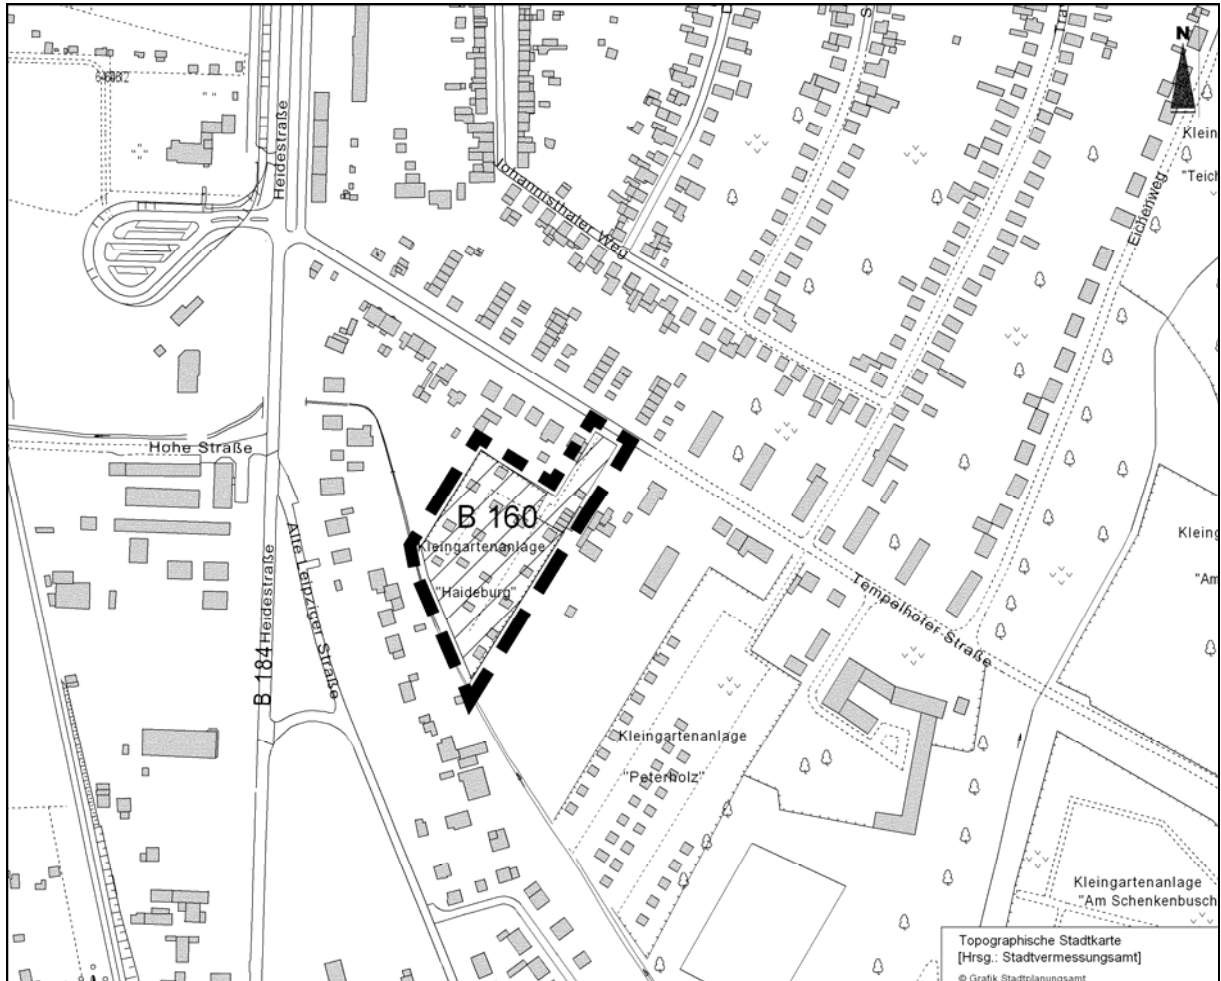 N
Heidestraße
Johannisthaler Weg
Eichenweg
Klein
"Teich
Hohe Straße
B 160
Kleingartenanlage
"Haideburg"
Kleing
"Am
B 184
Heidestraße
Alte Leipziger Straße
Tempelhofer Straße
Kleingartenanlage
"Peterholz"
Kleingartenanlage
"Am Schenkenbusch
Topographische Stadtkarte
[Hrsg.: Stadtvermessungsamt]
© Grafik Stadtplanungsamt